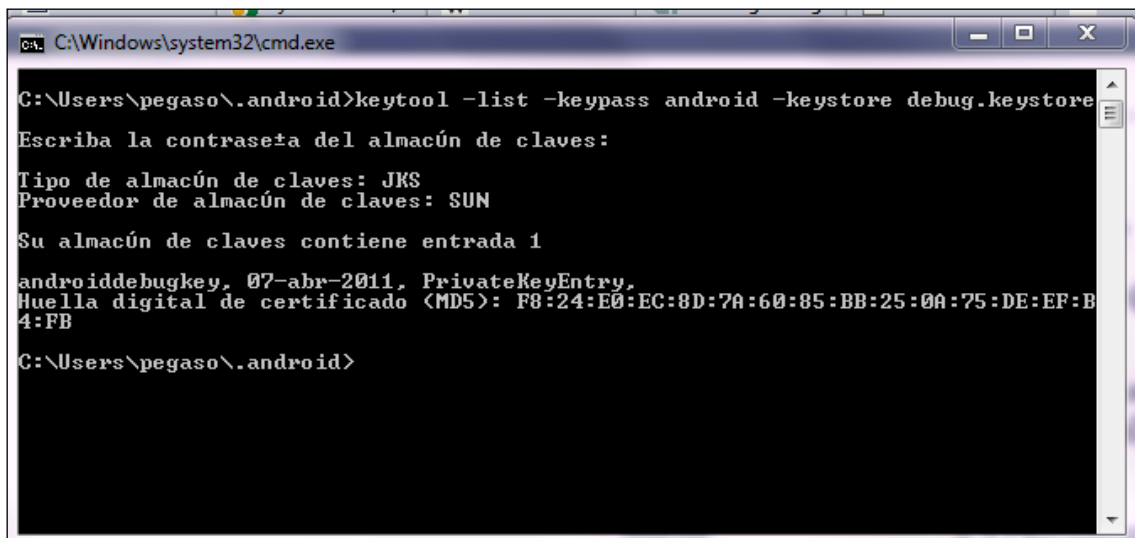 C:\Windows\system32\cmd.exe
C:\Users\pegaso\.android>keytool -list -keypass android -keystore debug.keystore
Escriba la contrase±a del almacÚn de claves:
Tipo de almacÚn de claves: JKS
Proveedor de almacÚn de claves: SUN
Su almacÚn de claves contiene entrada 1
androiddebugkey, 07-abr-2011, PrivateKeyEntry,
Huella digital de certificado (MD5): F8:24:E0:EC:8D:7A:60:85:BB:25:0A:75:DE:EF:B
4:FB
C:\Users\pegaso\.android>